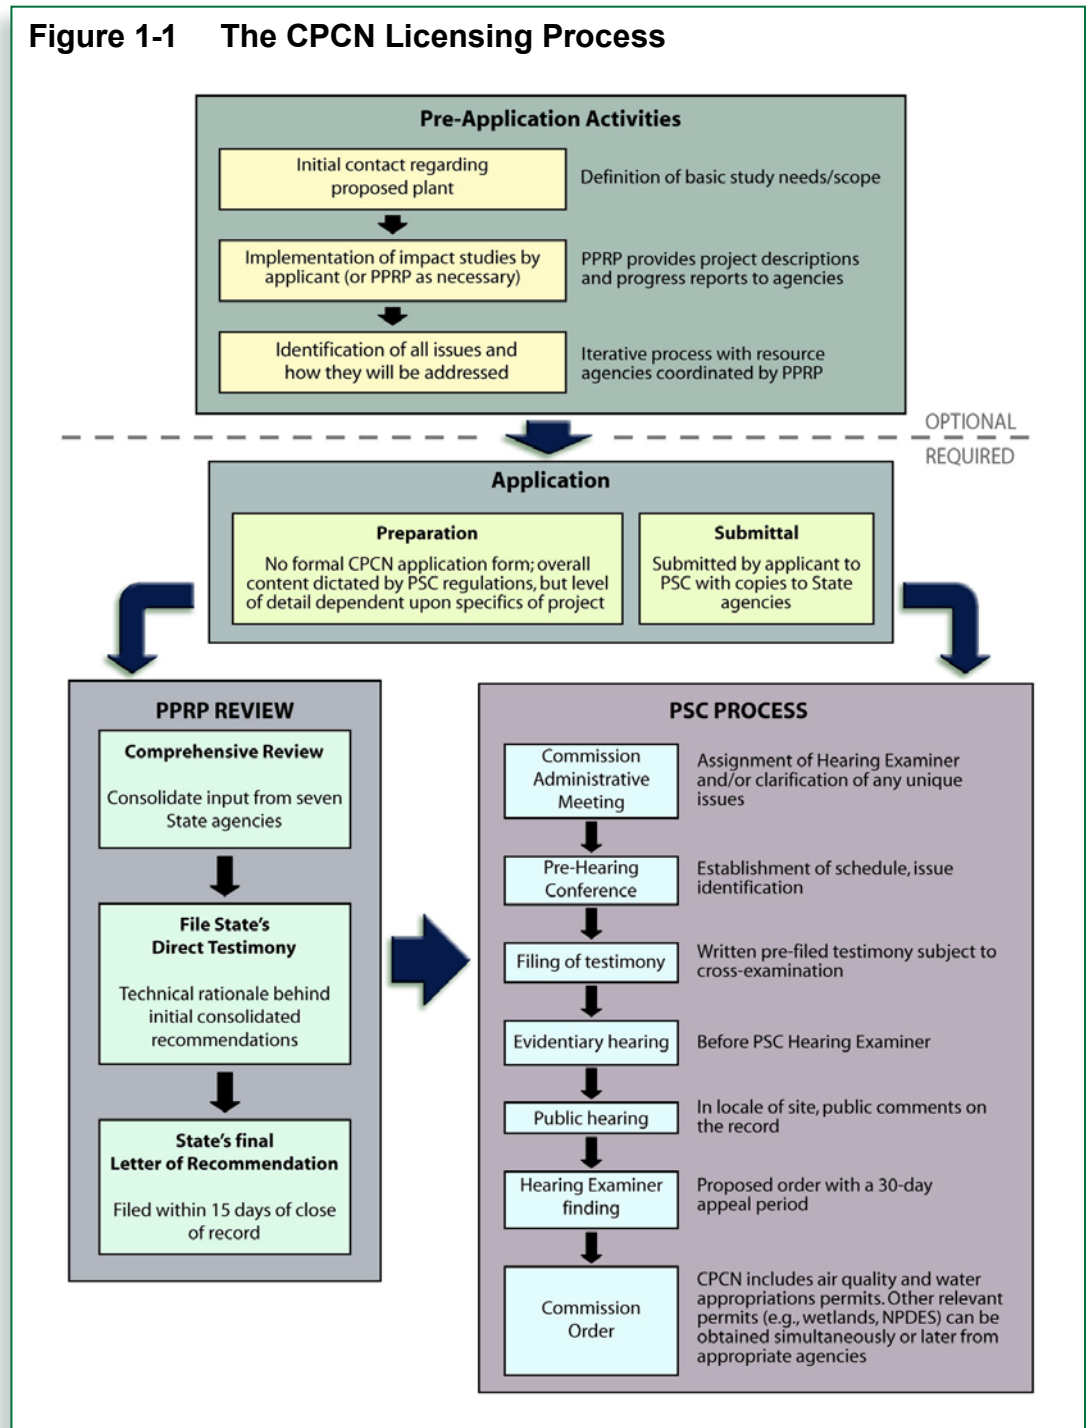 Figure 1-1 The CPCN Licensing Process
Pre-Application Activities
Initial contact regarding
proposed plant
Definition of basic study needs/scope
Implementation of impact studies by
applicant (or PPRP as necessary)
PPRP provides project descriptions
and progress reports to agencies
Identification of all issues and
how they will be addressed
Iterative process with resource
agencies coordinated by PPRP
OPTIONAL
REQUIRED
Application
Preparation
No formal CPCN application form; overall
content dictated by PSC regulations, but level
of detail dependent upon specifics of project
Submittal
Submitted by applicant to
PSC with copies to State
agencies
PPRP REVIEW
Comprehensive Review
Consolidate input from seven
State agencies
File State's
Direct Testimony
Technical rationale behind
initial consolidated
recommendations
State's final
Letter of Recommendation
Filed within 15 days of close
of record
PSC PROCESS
Commission
Administrative
Meeting
Assignment of Hearing Examiner
and/or clarification of any unique
issues
Pre-Hearing
Conference
Establishment of schedule, issue
identification
Filing of testimony
Written pre-filed testimony subject to
cross-examination
Evidentiary hearing
Before PSC Hearing Examiner
Public hearing
In locale of site, public comments on
the record
Hearing Examiner
finding
Proposed order with a 30-day
appeal period
Commission
Order
CPCN includes air quality and water
appropriations permits. Other relevant
permits (e.g., wetlands, NPDES) can be
obtained simultaneously or later from
appropriate agencies